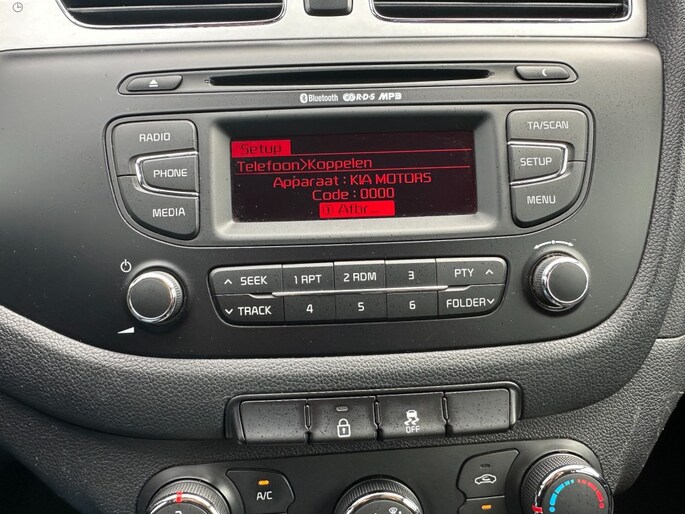 Bluetooth R·D·S MP3
RADIO
PHONE
MEDIA
Setup
Telefoon>Koppelen
Apparaat : KIA MOTORS
Code : 0000
1 Afbr...
TA/SCAN
SETUP
MENU
SEEK 1 RPT 2 RDM 3 PTY
TRACK 4 5 6 FOLDER
OFF
A/C